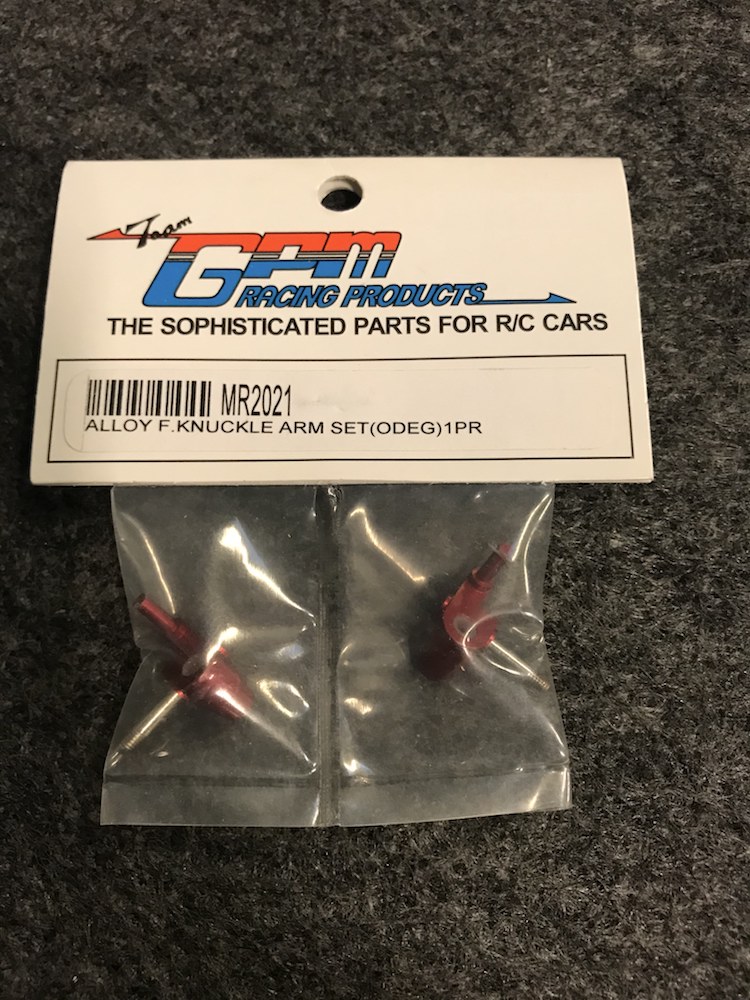 Team
GPM
RACING PRODUCTS
THE SOPHISTICATED PARTS FOR R/C CARS
MR2021
ALLOY F.KNUCKLE ARM SET(ODEG)1PR